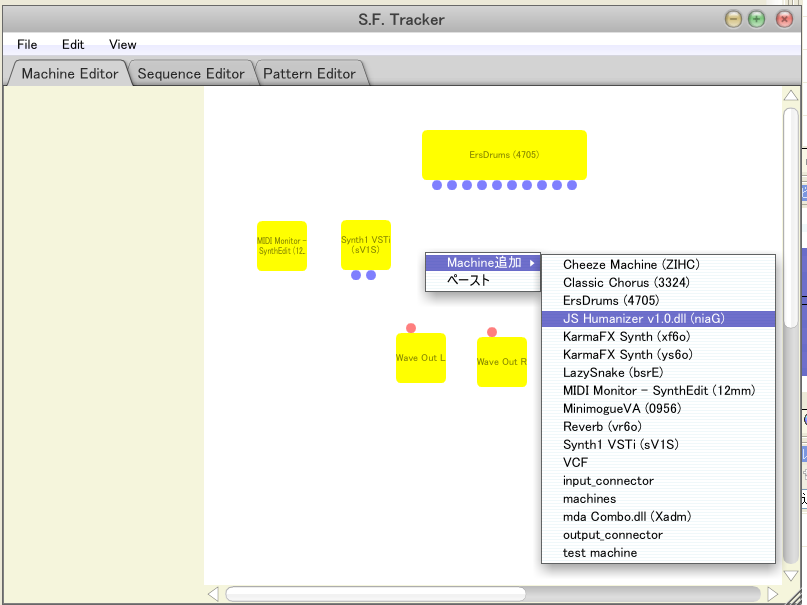 S.F. Tracker
File Edit View
Machine Editor Sequence Editor Pattern Editor
ErsDrums (4705)
MIDI Monitor -
SynthEdit (12...
Synth1 VSTi
(sV1S)
Machine追加
ペースト
Cheeze Machine (ZIHC)
Classic Chorus (3324)
ErsDrums (4705)
JS Humanizer v1.0.dll (niaG)
KarmaFX Synth (xf6o)
KarmaFX Synth (ys6o)
LazySnake (bsrE)
MIDI Monitor - SynthEdit (12mm)
MinimogueVA (0956)
Reverb (vr6o)
Synth1 VSTi (sV1S)
VCF
input_connector
machines
mda Combo.dll (Xadm)
output_connector
test machine
Wave Out L
Wave Out R